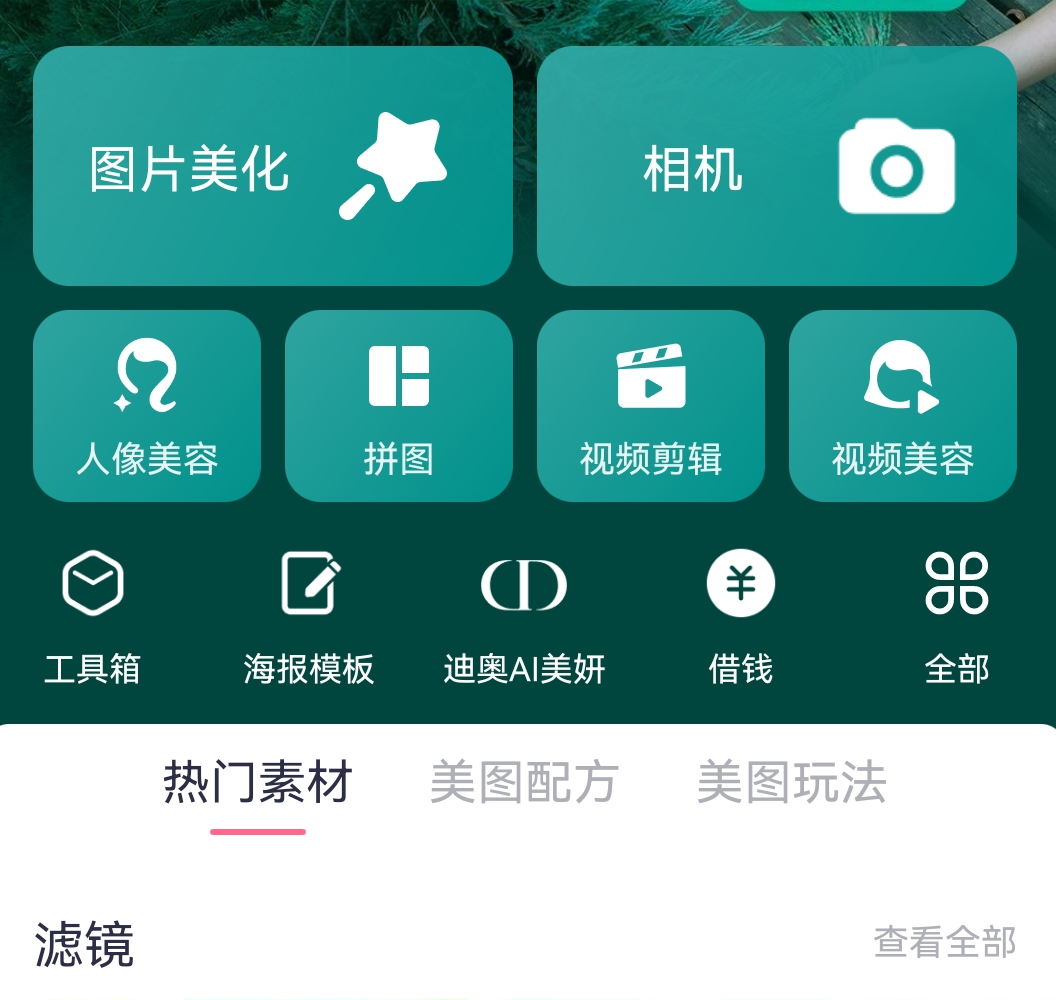 图片美化
相机
人像美容
拼图
视频剪辑
视频美容
工具箱
海报模板
迪奥AI美妍
借钱
全部
热门素材
美图配方
美图玩法
滤镜
查看全部